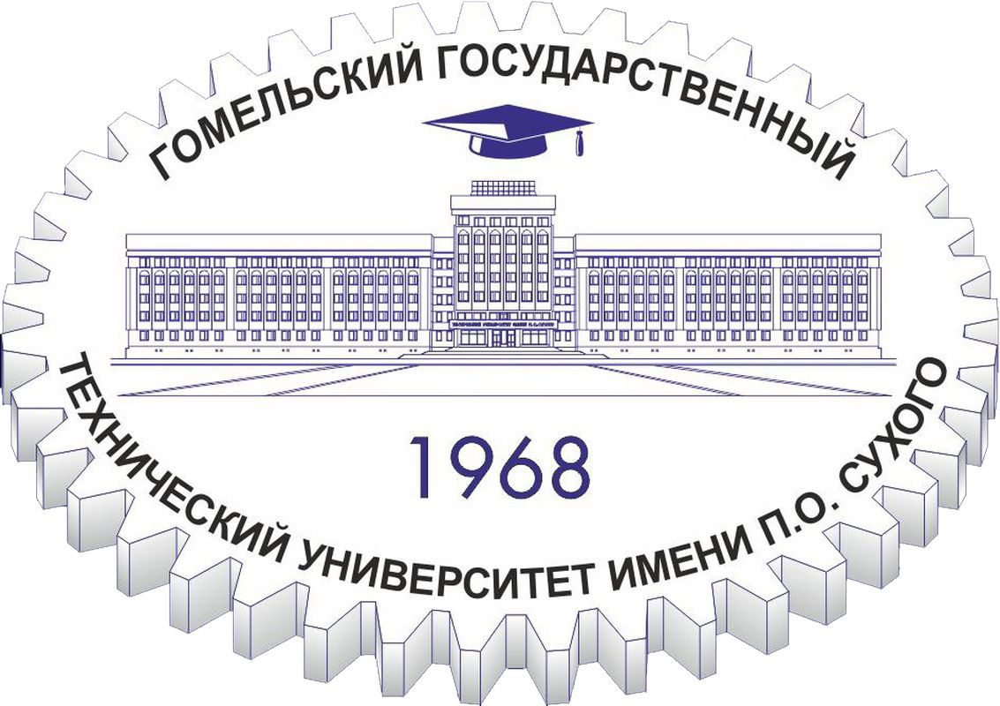 ГОМЕЛЬСКИЙ ГОСУДАРСТВЕННЫЙ
1968
ТЕХНИЧЕСКИЙ УНИВЕРСИТЕТ ИМЕНИ П.О. СУХОГО